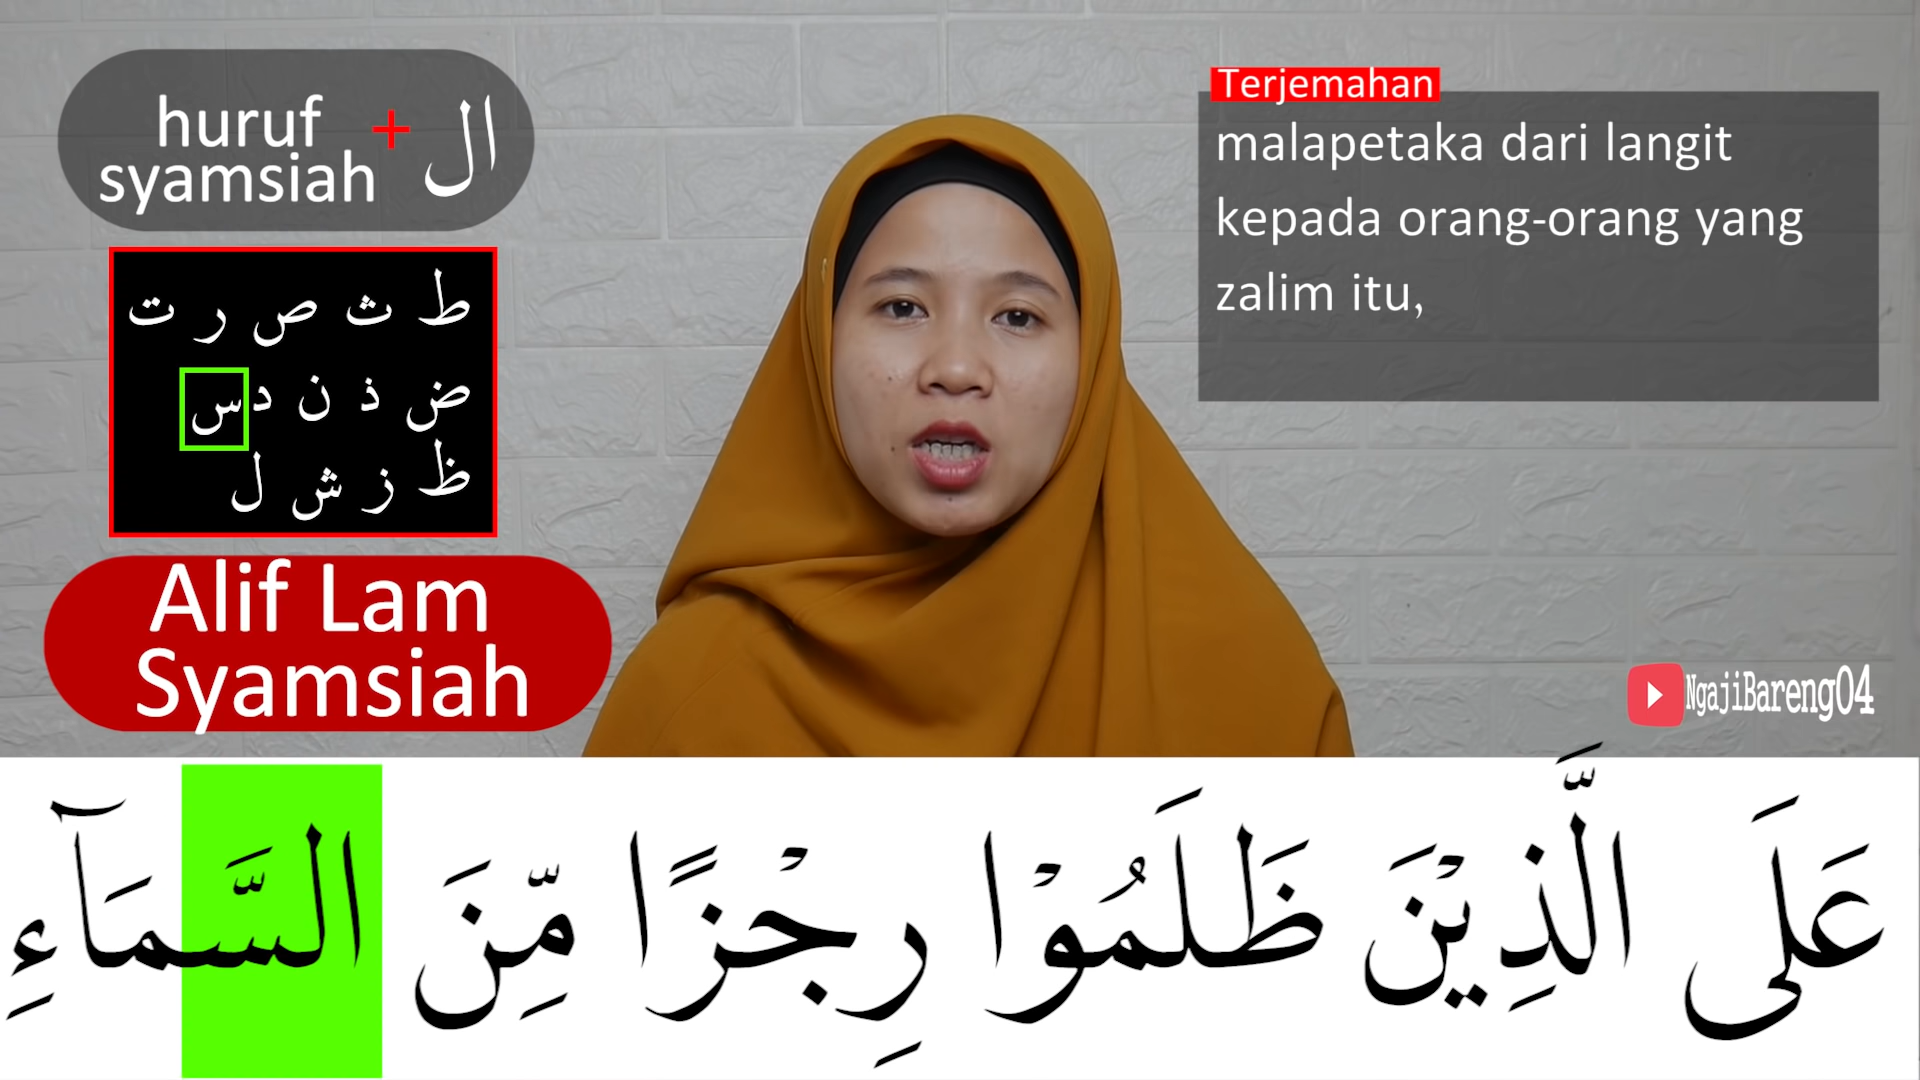 huruf + ال
syamsiah
ط ث ص ر ت
ض ذ ن د س
ظ ز ش ل
Alif Lam
Syamsiah
Terjemahan
malapetaka dari langit
kepada orang-orang yang
zalim itu,
NgajiBareng04
عَلَى الَّذِيْنَ ظَلَمُوْا رِجْزًا مِّنَ السَّمَآءِ